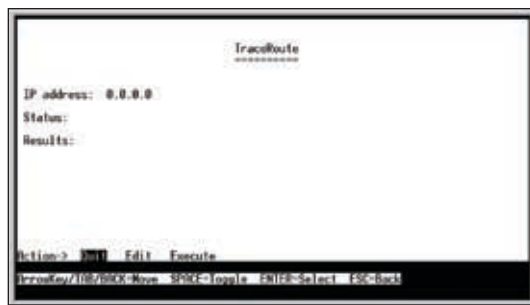 TraceRoute
----------
IP address: 0.0.0.0
Status:
Results:
Action-> Quit Edit Execute
ArrowKey/TAB/BACK=Move SPACE=Toggle ENTER=Select ESC=Back